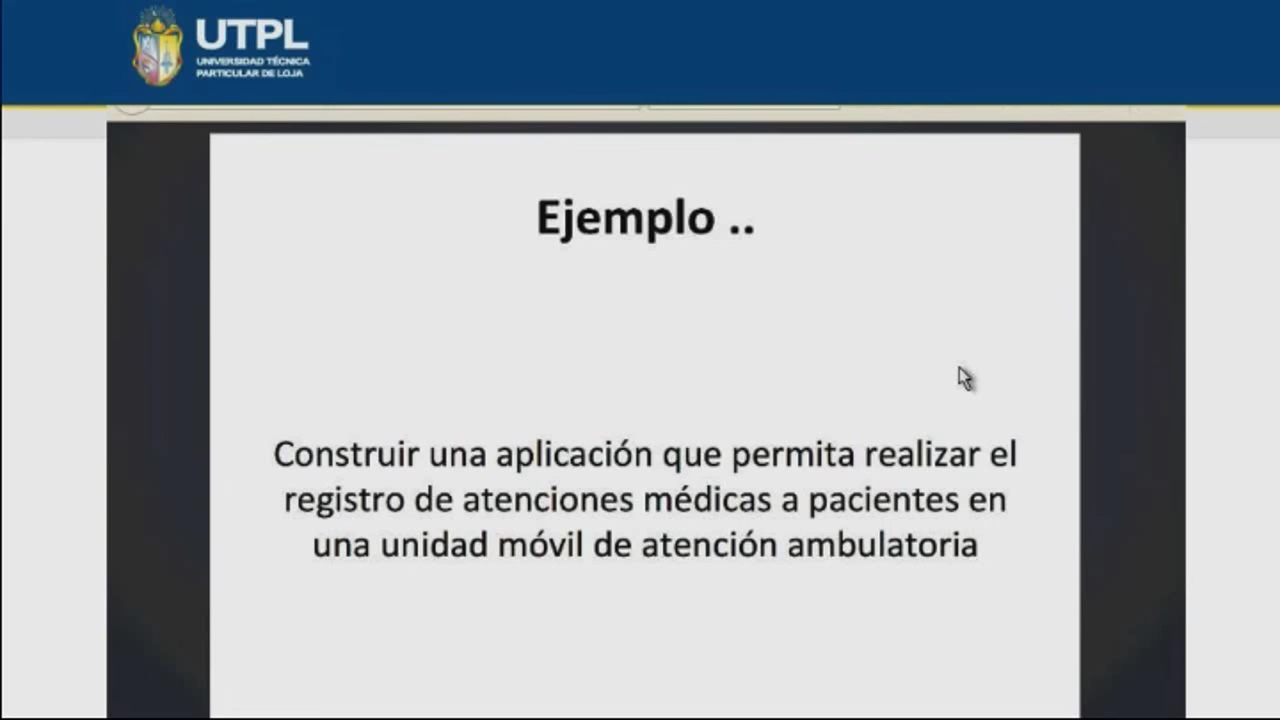 UTPL
UNIVERSIDAD TÉCNICA
PARTICULAR DE LOJA
Ejemplo ..
Construir una aplicación que permita realizar el
registro de atenciones médicas a pacientes en
una unidad móvil de atención ambulatoria